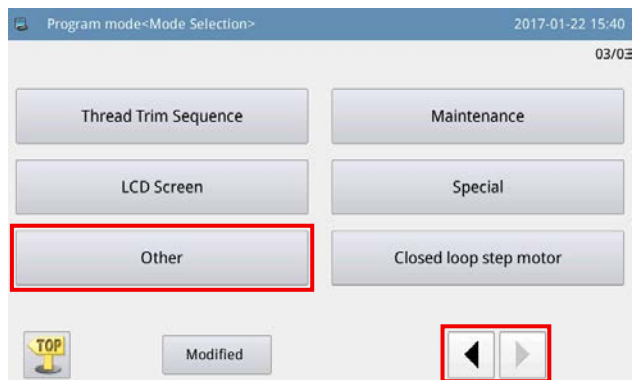 Program mode<Mode Selection> 2017-01-22 15:40
03/03
Thread Trim Sequence Maintenance
LCD Screen Special
Other Closed loop step motor
TOP Modified